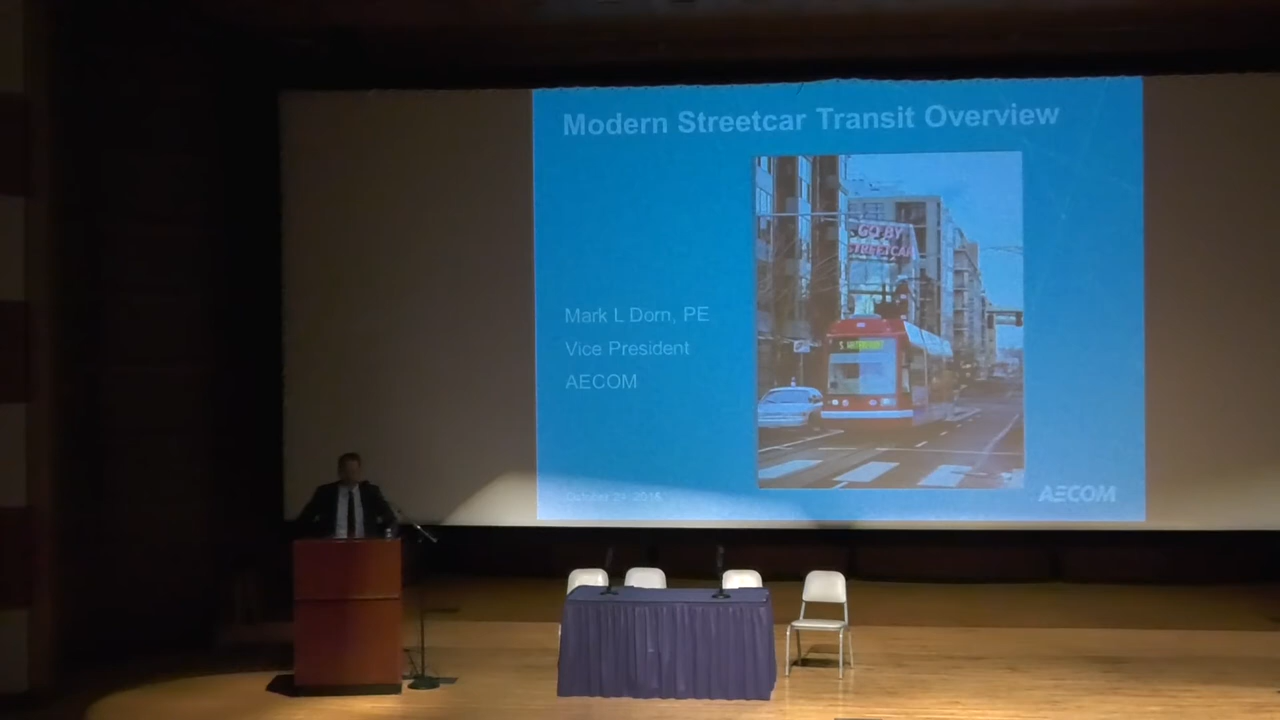 Modern Streetcar Transit Overview
GO BY
STREETCAR
Mark L Dorn, PE
Vice President
AECOM
AECOM